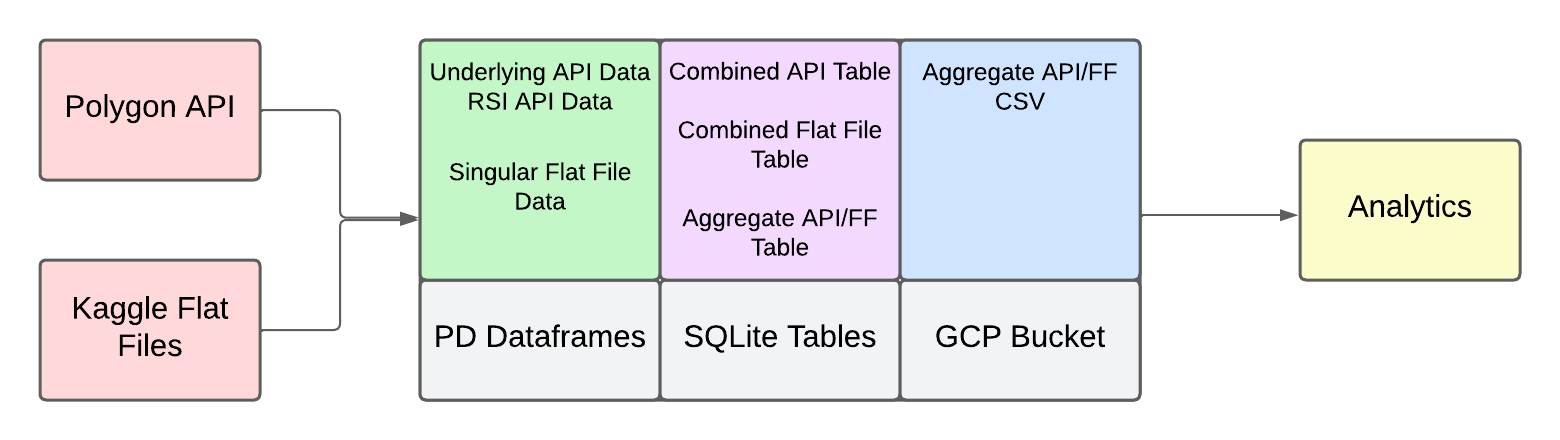 Polygon API
Kaggle Flat
Files
Underlying API Data
RSI API Data
Singular Flat File
Data
PD Dataframes
Combined API Table
Combined Flat File
Table
Aggregate API/FF
Table
SQLite Tables
Aggregate API/FF
CSV
GCP Bucket
Analytics